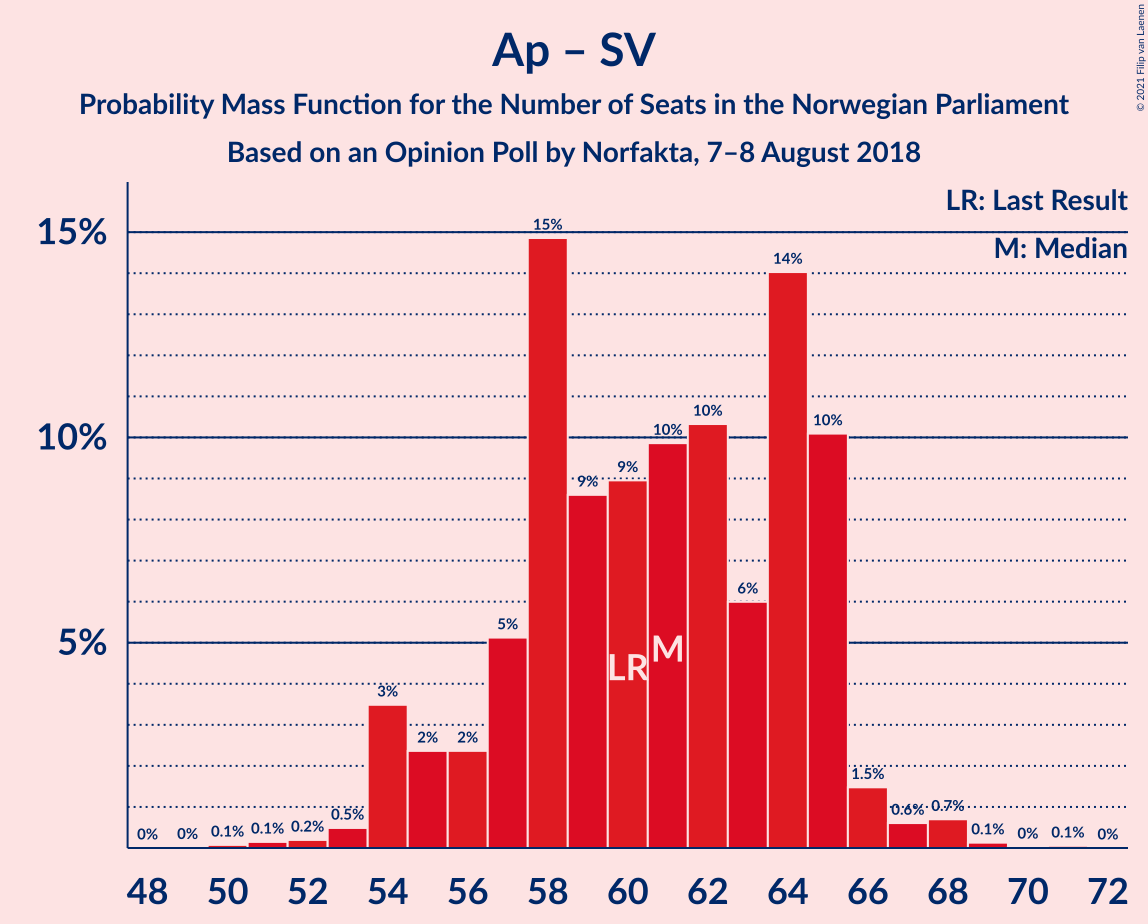 Ap – SV
Probability Mass Function for the Number of Seats in the Norwegian Parliament
Based on an Opinion Poll by Norfakta, 7–8 August 2018
© 2021 Filip van Laenen
LR: Last Result
M: Median
15%
10%
5%
0% 0% 0.1% 0.1% 0.2% 0.5% 3% 2% 2% 5% 15% 9% 9% 10% 10% 6% 14% 10% 1.5% 0.6% 0.7% 0.1% 0% 0.1% 0%
LR M
48 50 52 54 56 58 60 62 64 66 68 70 72